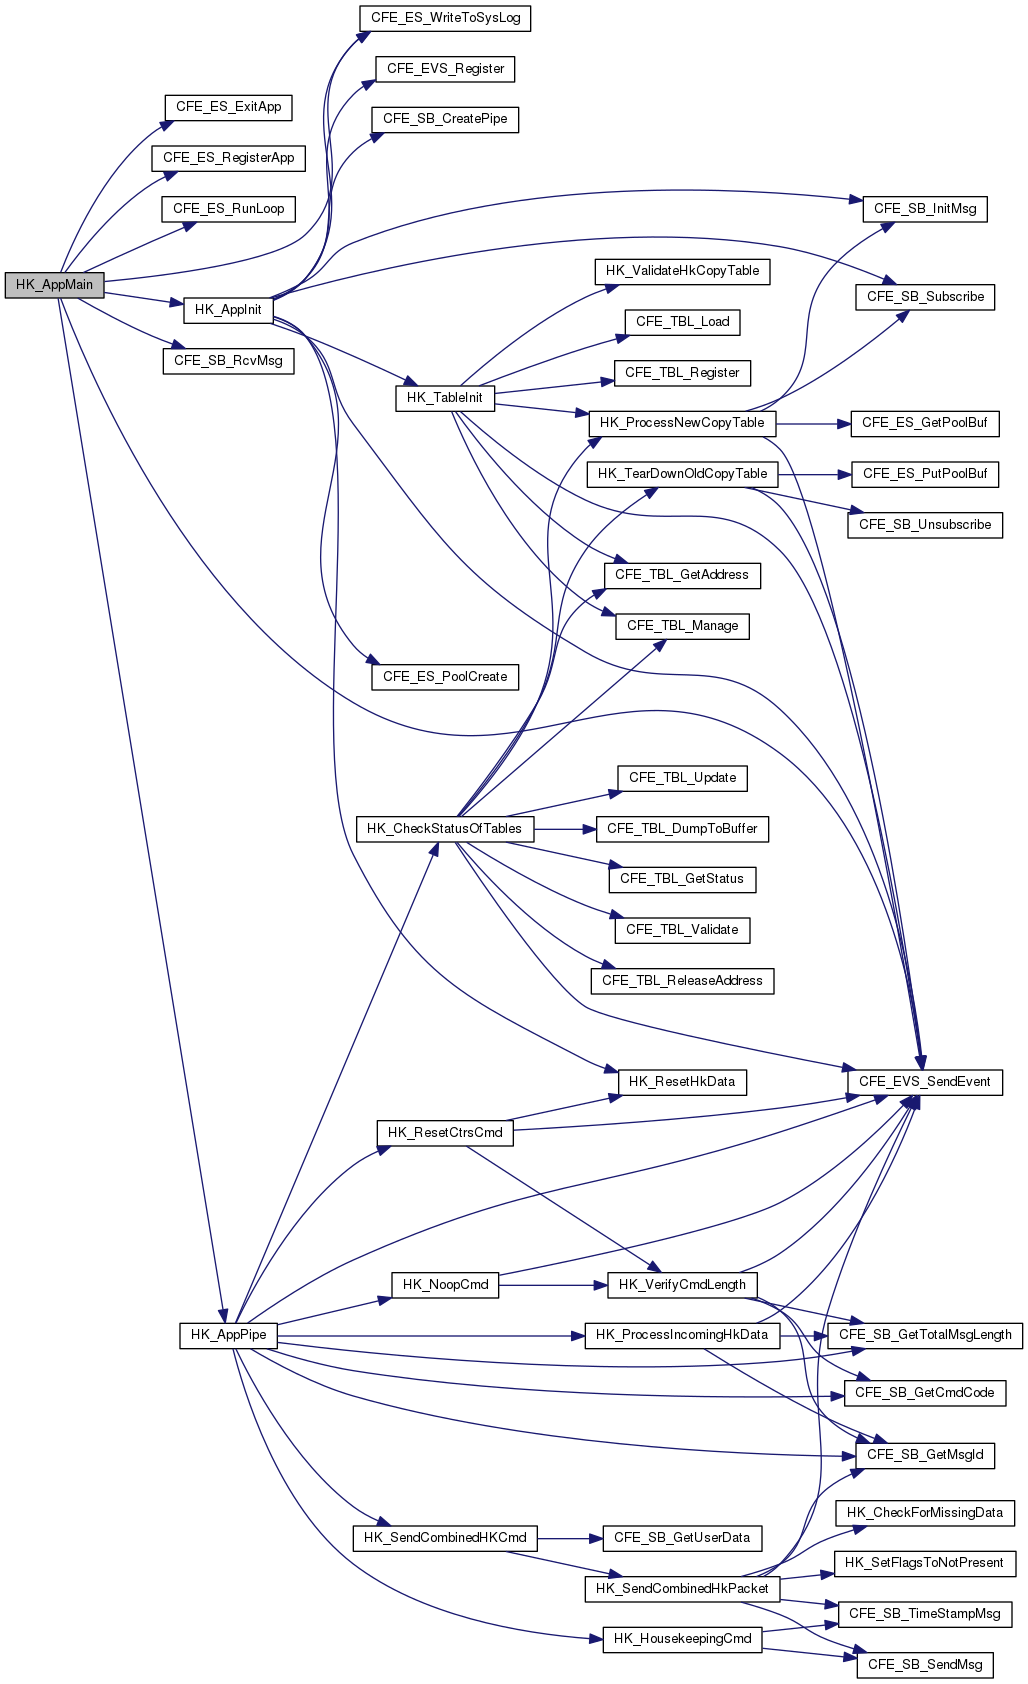 CFE_ES_WriteToSysLog
CFE_EVS_Register
CFE_ES_ExitApp
CFE_SB_CreatePipe
CFE_ES_RegisterApp
CFE_ES_RunLoop
CFE_SB_InitMsg
HK_ValidateHkCopyTable
HK_AppMain
CFE_SB_Subscribe
HK_AppInit
CFE_TBL_Load
CFE_SB_RcvMsg
CFE_TBL_Register
HK_TableInit
HK_ProcessNewCopyTable
CFE_ES_GetPoolBuf
HK_TearDownOldCopyTable
CFE_ES_PutPoolBuf
CFE_SB_Unsubscribe
CFE_TBL_GetAddress
CFE_TBL_Manage
CFE_ES_PoolCreate
CFE_TBL_Update
HK_CheckStatusOfTables
CFE_TBL_DumpToBuffer
CFE_TBL_GetStatus
CFE_TBL_Validate
CFE_TBL_ReleaseAddress
HK_ResetHkData
CFE_EVS_SendEvent
HK_ResetCtrsCmd
HK_NoopCmd
HK_VerifyCmdLength
HK_AppPipe
HK_ProcessIncomingHkData
CFE_SB_GetTotalMsgLength
CFE_SB_GetCmdCode
CFE_SB_GetMsgId
HK_CheckForMissingData
HK_SendCombinedHKCmd
CFE_SB_GetUserData
HK_SetFlagsToNotPresent
HK_SendCombinedHkPacket
CFE_SB_TimeStampMsg
HK_HousekeepingCmd
CFE_SB_SendMsg